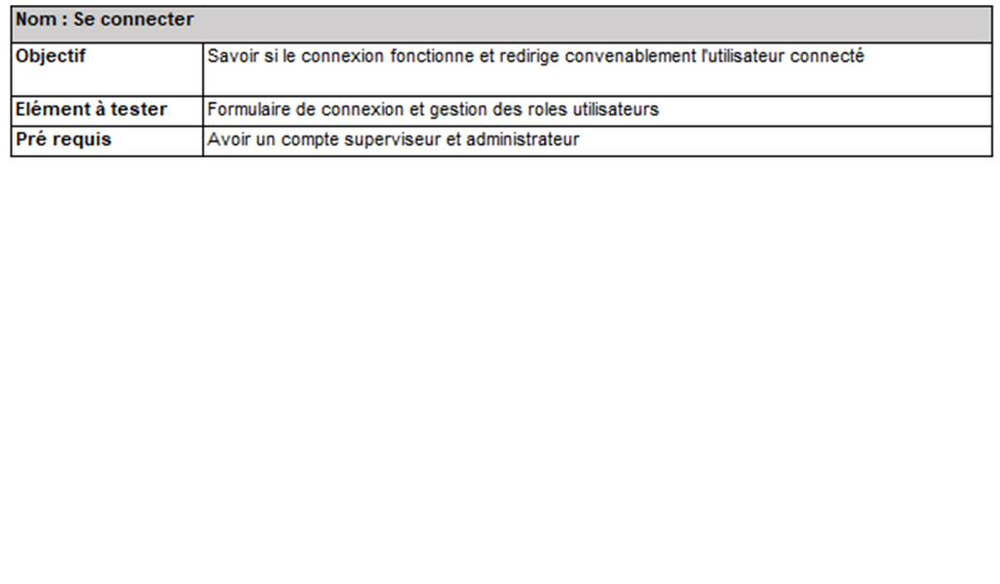 Nom : Se connecter
Objectif Savoir si le connexion fonctionne et redirige convenablement l'utilisateur connecté
Elément à tester Formulaire de connexion et gestion des roles utilisateurs
Pré requis Avoir un compte superviseur et administrateur